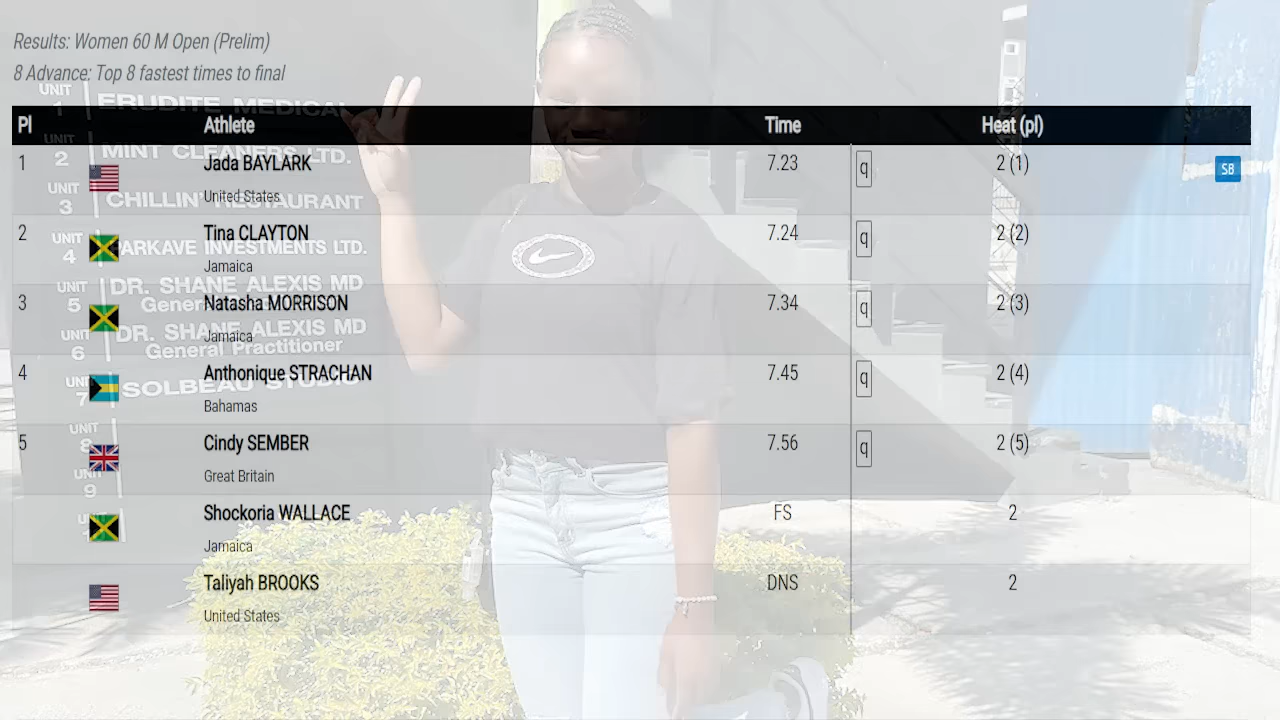 Results: Women 60 M Open (Prelim)
8 Advance: Top 8 fastest times to final
UNIT 1 ERUDITE MEDICAL
Pl Athlete Time Heat (pl)
1 Jada BAYLARK 7.23 q 2 (1) SB
UNIT 2 MINT CLEANERS LTD.
United States
UNIT 3 CHILLIN' RESTAURANT
2 Tina CLAYTON 7.24 q 2 (2)
UNIT 4 PARKAVE INVESTMENTS LTD.
Jamaica
UNIT 5 DR. SHANE ALEXIS MD
General
3 Natasha MORRISON 7.34 q 2 (3)
UNIT 6 DR. SHANE ALEXIS MD
Jamaica
General Practitioner
4 Anthonique STRACHAN 7.45 q 2 (4)
UNIT 7 SOLBEAU STUDIO
Bahamas
5 Cindy SEMBER 7.56 q 2 (5)
UNIT 8
Great Britain
UNIT 9
Shockoria WALLACE FS 2
Jamaica
Taliyah BROOKS DNS 2
United States